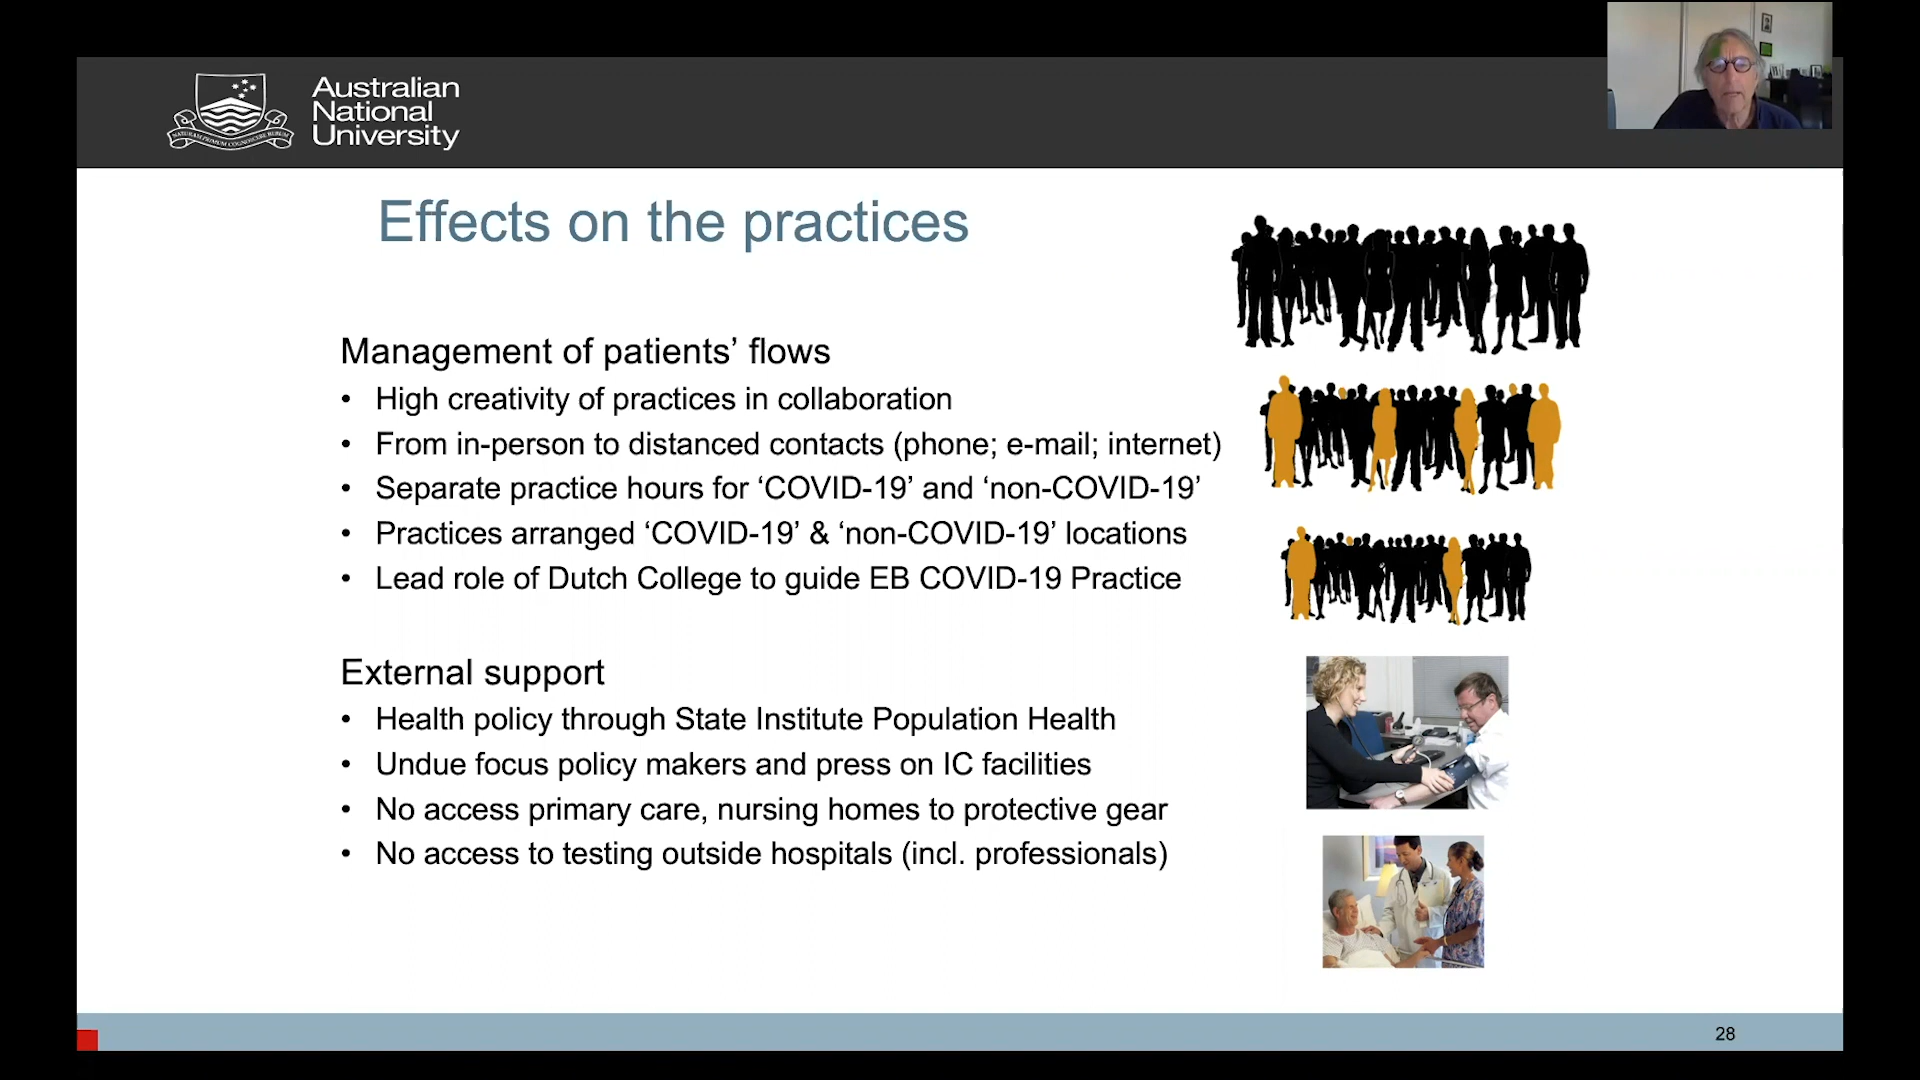 Australian
National
University
NATURAM PRIMUM COGNOSCERE RERUM
Effects on the practices
Management of patients’ flows
• High creativity of practices in collaboration
• From in-person to distanced contacts (phone; e-mail; internet)
• Separate practice hours for ‘COVID-19’ and ‘non-COVID-19’
• Practices arranged ‘COVID-19’ & ‘non-COVID-19’ locations
• Lead role of Dutch College to guide EB COVID-19 Practice
External support
• Health policy through State Institute Population Health
• Undue focus policy makers and press on IC facilities
• No access primary care, nursing homes to protective gear
• No access to testing outside hospitals (incl. professionals)
28